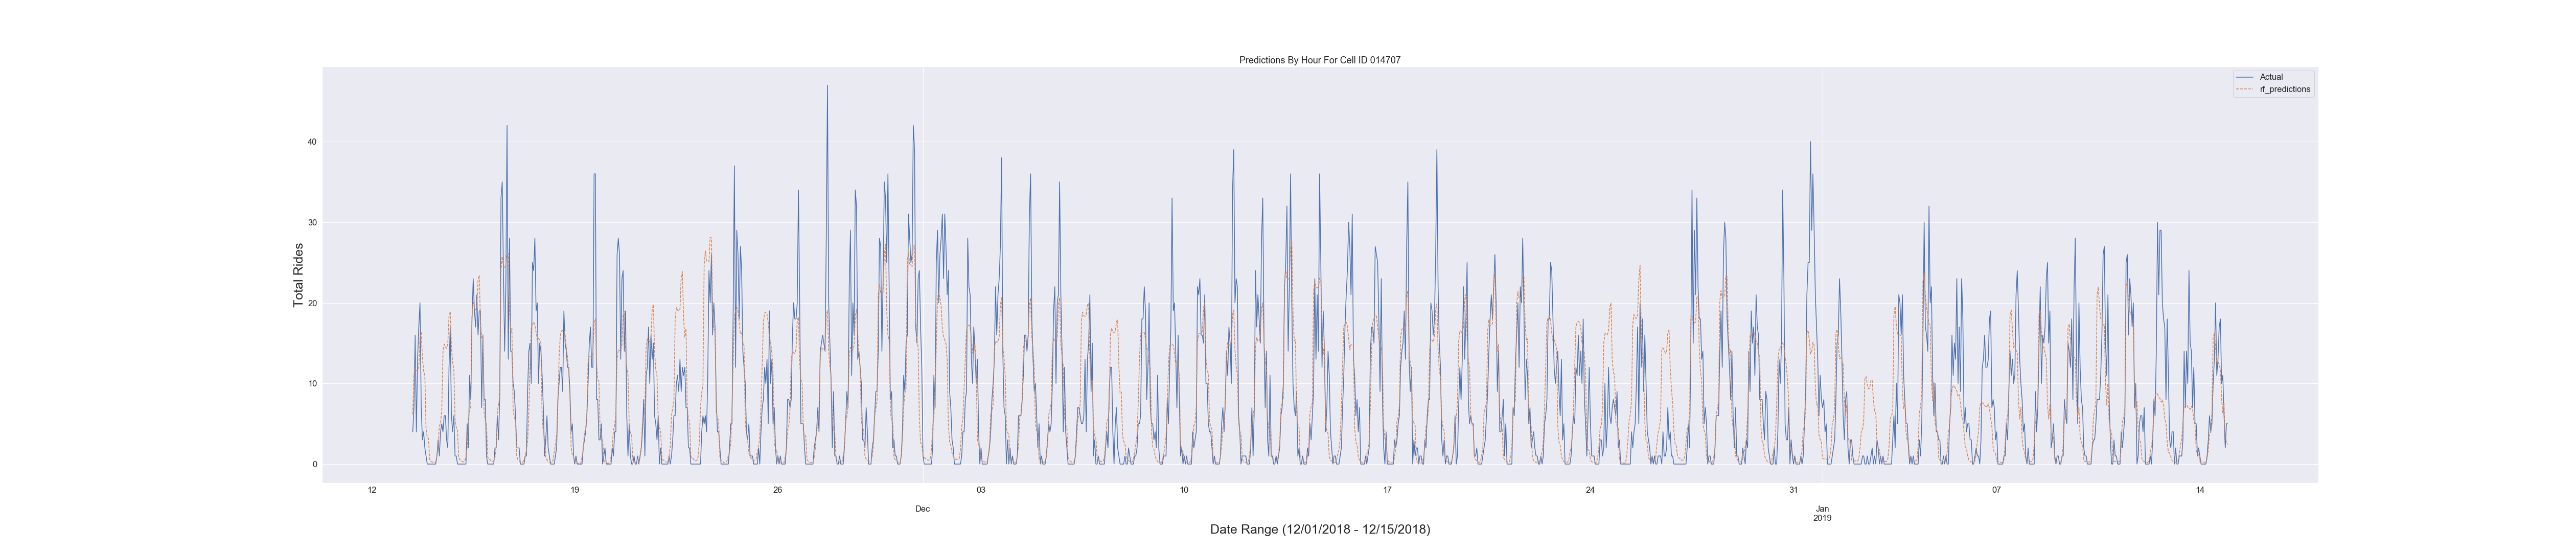 Predictions By Hour For Cell ID 014707
Actual
rf_predictions
Total Rides
40
30
20
10
0
12 19 26 03 10 17 24 31 07 14
Dec Jan
2019
Date Range (12/01/2018 - 12/15/2018)